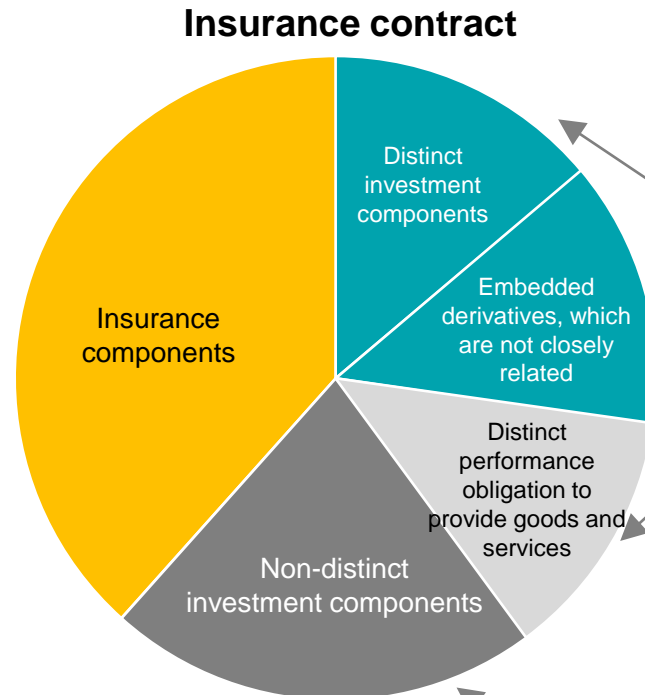 Insurance contract
Distinct
investment
components
Embedded
derivatives, which
are not closely
related
Insurance
components
Distinct
performance
obligation to
provide goods and
services
Non-distinct
investment components